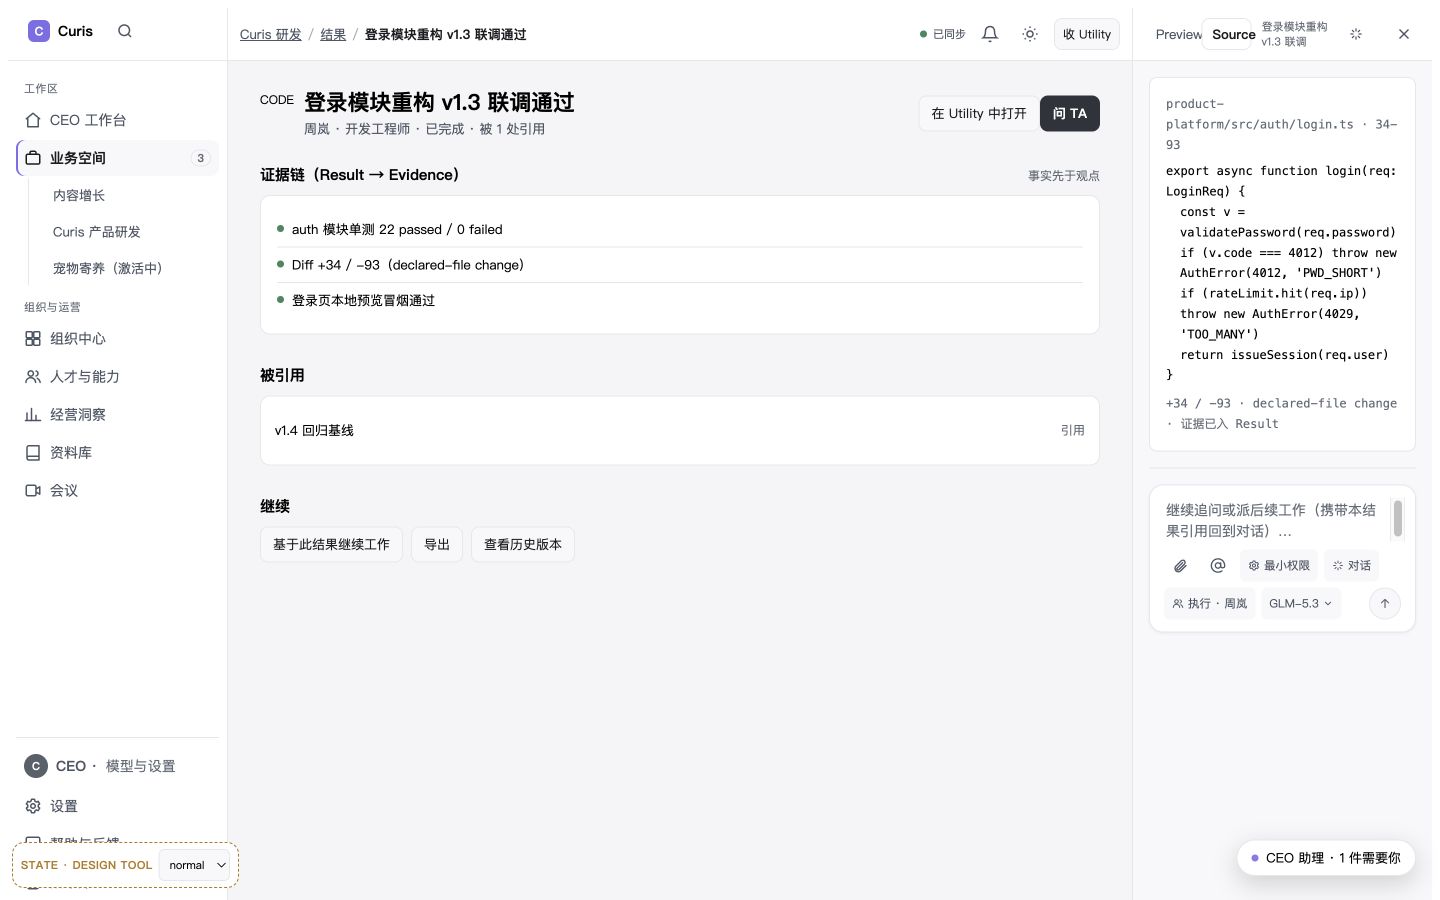 C Curis
工作区
CEO 工作台
业务空间 3
内容增长
Curis 产品研发
宠物寄养（激活中）
组织与运营
组织中心
人才与能力
经营洞察
资料库
会议
C CEO · 模型与设置
设置
STATE · DESIGN TOOL normal
Curis 研发 / 结果 / 登录模块重构 v1.3 联调通过
已同步 收 Utility
CODE 登录模块重构 v1.3 联调通过
周岚 · 开发工程师 · 已完成 · 被 1 处引用
在 Utility 中打开 问 TA
证据链（Result → Evidence） 事实先于观点
auth 模块单测 22 passed / 0 failed
Diff +34 / −93（declared-file change）
登录页本地预览冒烟通过
被引用
v1.4 回归基线 引用
继续
基于此结果继续工作 导出 查看历史版本
Preview Source 登录模块重构
v1.3 联调
product-
platform/src/auth/login.ts · 34–
93
export async function login(req:
LoginReq) {
const v =
validatePassword(req.password)
if (v.code === 4012) throw new
AuthError(4012, 'PWD_SHORT')
if (rateLimit.hit(req.ip))
throw new AuthError(4029,
'TOO_MANY')
return issueSession(req.user)
}
+34 / −93 · declared-file change
· 证据已入 Result
继续追问或派后续工作（携带本结
果引用回到对话）…
最小权限 对话
执行 · 周岚 GLM-5.3
CEO 助理 · 1 件需要你